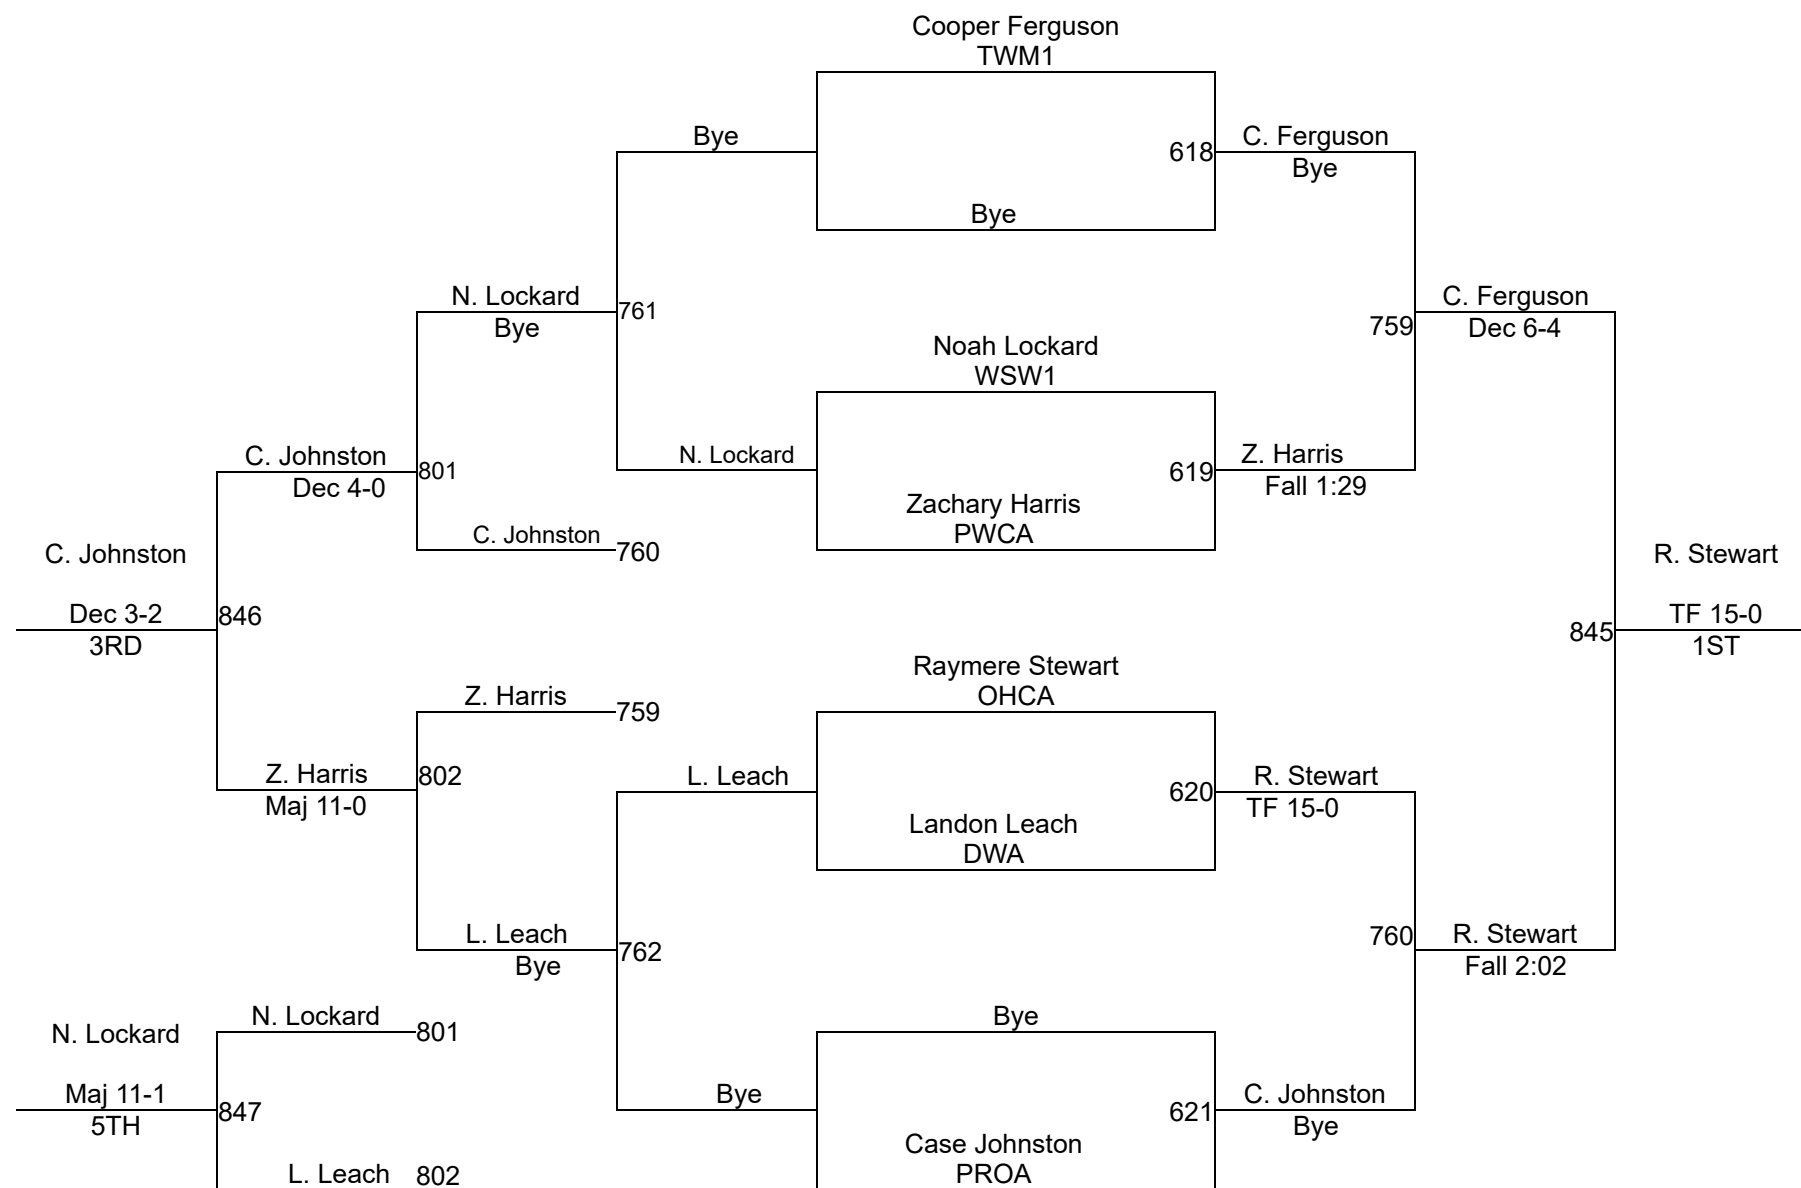 Cooper Ferguson
TWM1
Bye
618
C. Ferguson
Bye
Bye
N. Lockard
Bye
761
C. Ferguson
Dec 6-4
759
Noah Lockard
WSW1
C. Johnston
Dec 4-0
801
N. Lockard
619
Z. Harris
Fall 1:29
Zachary Harris
PWCA
C. Johnston
760
C. Johnston
R. Stewart
Dec 3-2
3RD
846
845
TF 15-0
1ST
Raymere Stewart
OHCA
Z. Harris
759
Z. Harris
Maj 11-0
802
L. Leach
620
R. Stewart
TF 15-0
Landon Leach
DWA
L. Leach
Bye
762
760
R. Stewart
Fall 2:02
N. Lockard
N. Lockard
801
Bye
Maj 11-1
5TH
847
Bye
621
C. Johnston
Bye
Case Johnston
PROA
L. Leach
802